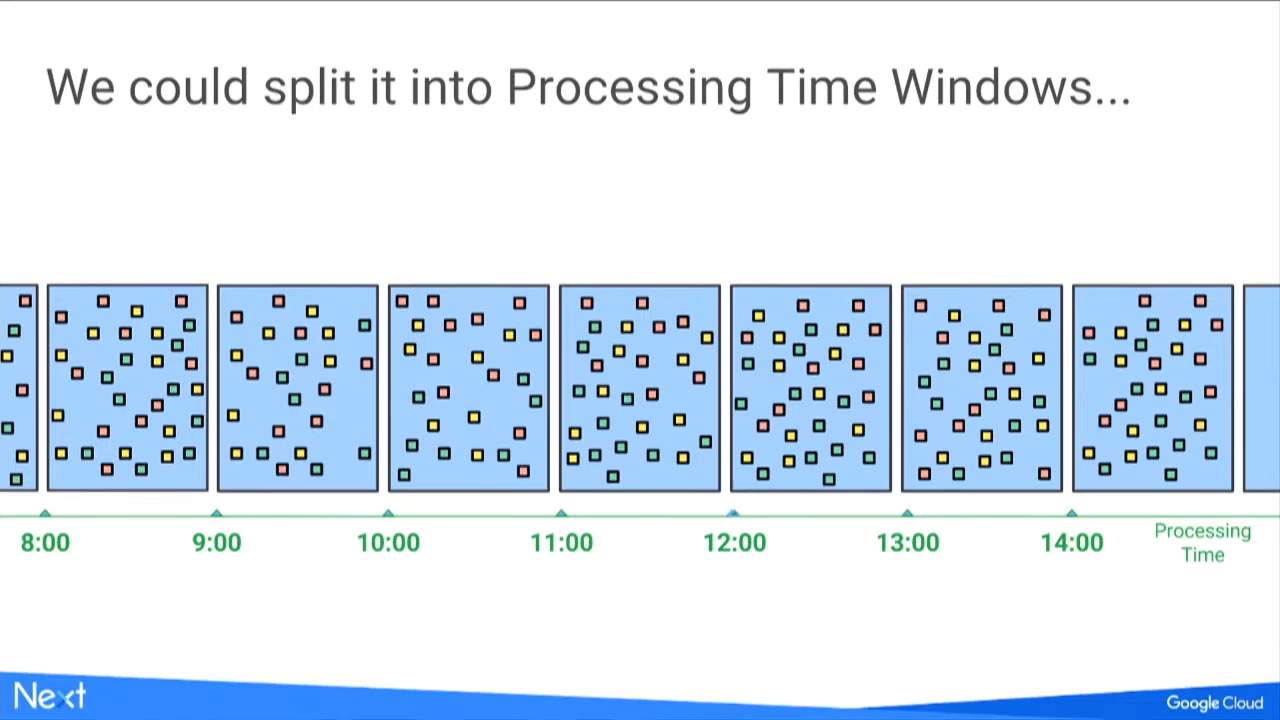 We could split it into Processing Time Windows...
8:00 9:00 10:00 11:00 12:00 13:00 14:00 Processing
Time
Next
Google Cloud